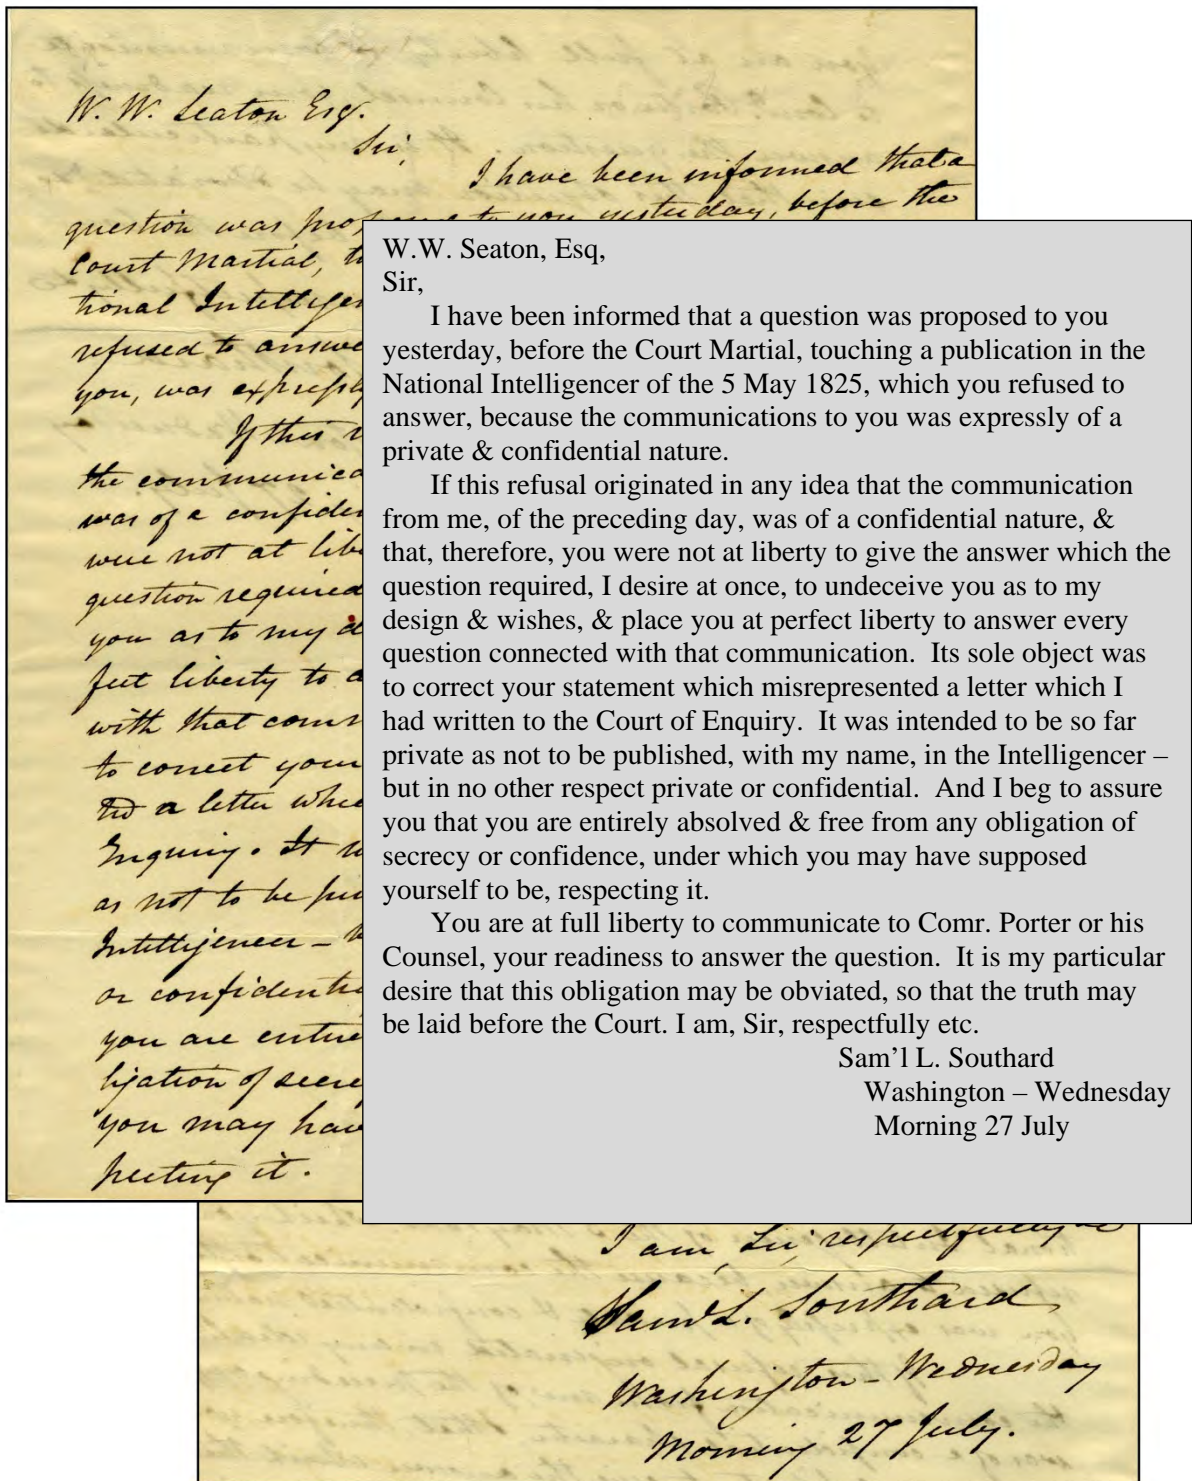 W. W. Seaton Esq.
Sir,
I have been informed that a
question was to you yesterday, before the
Court Martial, t
tional Intelligen
refused to answe
you, was expressly
If this
the communica
was of a confiden
were not at libe
question required
you as to my d
fect liberty to a
with that com
to correct your
ted a letter whic
Enquiry. It
as not to be pu
Intelligencer –
or confidentia
you are entire
ligation of secre
you may hav
pecting it.
W.W. Seaton, Esq,
Sir,
I have been informed that a question was proposed to you
yesterday, before the Court Martial, touching a publication in the
National Intelligencer of the 5 May 1825, which you refused to
answer, because the communications to you was expressly of a
private & confidential nature.
If this refusal originated in any idea that the communication
from me, of the preceding day, was of a confidential nature, &
that, therefore, you were not at liberty to give the answer which the
question required, I desire at once, to undeceive you as to my
design & wishes, & place you at perfect liberty to answer every
question connected with that communication. Its sole object was
to correct your statement which misrepresented a letter which I
had written to the Court of Enquiry. It was intended to be so far
private as not to be published, with my name, in the Intelligencer –
but in no other respect private or confidential. And I beg to assure
you that you are entirely absolved & free from any obligation of
secrecy or confidence, under which you may have supposed
yourself to be, respecting it.
You are at full liberty to communicate to Comr. Porter or his
Counsel, your readiness to answer the question. It is my particular
desire that this obligation may be obviated, so that the truth may
be laid before the Court. I am, Sir, respectfully etc.
Sam'l L. Southard
Washington – Wednesday
Morning 27 July
I am, Sir, respectfully &c
Sam'l L. Southard
Washington – Wednesday
Morning 27 July.